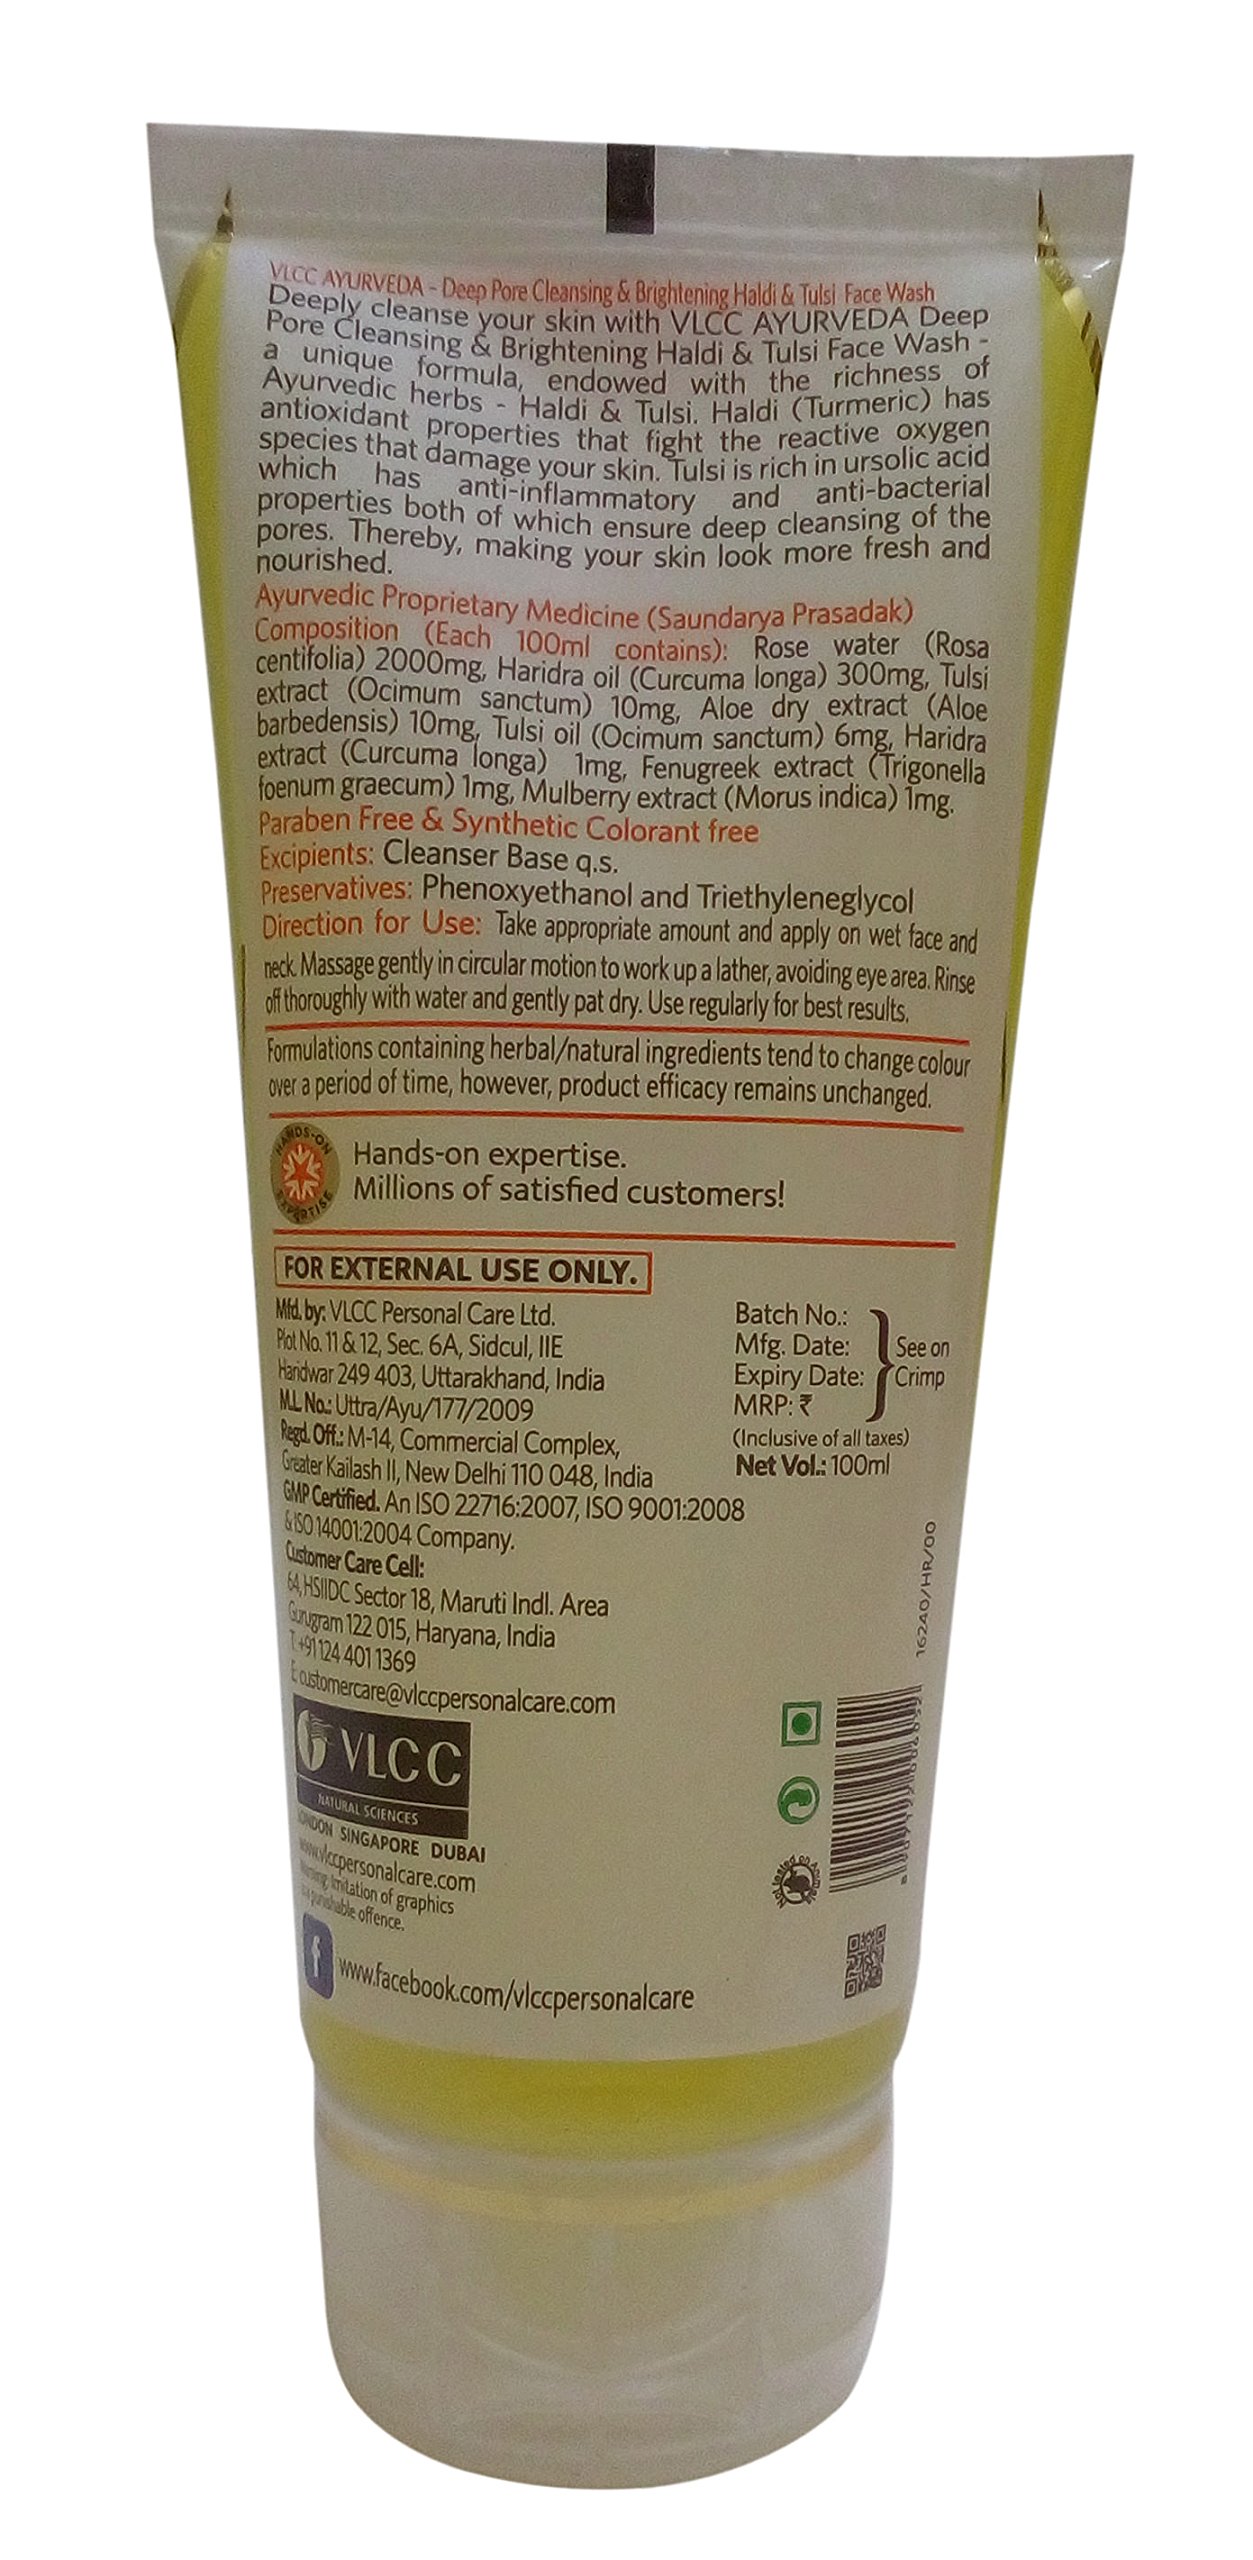 VLCC AYURVEDA - Deep Pore Cleansing & Brightening Haldi & Tulsi Face Wash
Deeply cleanse your skin with VLCC AYURVEDA Deep
Pore Cleansing & Brightening Haldi & Tulsi Face Wash -
a unique formula, endowed with the richness of
Ayurvedic herbs - Haldi & Tulsi. Haldi (Turmeric) has
antioxidant properties that fight the reactive oxygen
species that damage your skin. Tulsi is rich in ursolic acid
which has anti-inflammatory and anti-bacterial
properties both of which ensure deep cleansing of the
pores. Thereby, making your skin look more fresh and
nourished.
Ayurvedic Proprietary Medicine (Saundarya Prasadak)
Composition (Each 100ml contains): Rose water (Rosa
centifolia) 2000mg, Haridra oil (Curcuma longa) 300mg, Tulsi
extract (Ocimum sanctum) 10mg, Aloe dry extract (Aloe
barbedensis) 10mg, Tulsi oil (Ocimum sanctum) 6mg, Haridra
extract (Curcuma longa) 1mg, Fenugreek extract (Trigonella
foenum graecum) 1mg, Mulberry extract (Morus indica) 1mg.
Paraben Free & Synthetic Colorant free
Excipients: Cleanser Base q.s.
Preservatives: Phenoxyethanol and Triethyleneglycol
Direction for Use: Take appropriate amount and apply on wet face and
neck. Massage gently in circular motion to work up a lather, avoiding eye area. Rinse
off thoroughly with water and gently pat dry. Use regularly for best results.
Formulations containing herbal/natural ingredients tend to change colour
over a period of time, however, product efficacy remains unchanged.
HANDS-ON
EXPERTISE
Hands-on expertise.
Millions of satisfied customers!
FOR EXTERNAL USE ONLY.
Mfd. by: VLCC Personal Care Ltd.
Plot No. 11 & 12, Sec. 6A, Sidcul, IIE
Haridwar 249 403, Uttarakhand, India
M.L. No.: Uttra/Ayu/177/2009
Regd. Off.: M-14, Commercial Complex,
Greater Kailash II, New Delhi 110 048, India
GMP Certified. An ISO 22716:2007, ISO 9001:2008
& ISO 14001:2004 Company.
Customer Care Cell:
64, HSIIDC Sector 18, Maruti Indl. Area
Gurugram 122 015, Haryana, India
T +91 124 401 1369
E customercare@vlccpersonalcare.com
Batch No.:
Mfg. Date:
Expiry Date:
MRP: ₹
See on
Crimp
(Inclusive of all taxes)
Net Vol.: 100ml
16240/HR/00
VLCC
NATURAL SCIENCES
LONDON SINGAPORE DUBAI
www.vlccpersonalcare.com
Warning: Imitation of graphics
is a punishable offence.
Not tested on Animals
f www.facebook.com/vlccpersonalcare